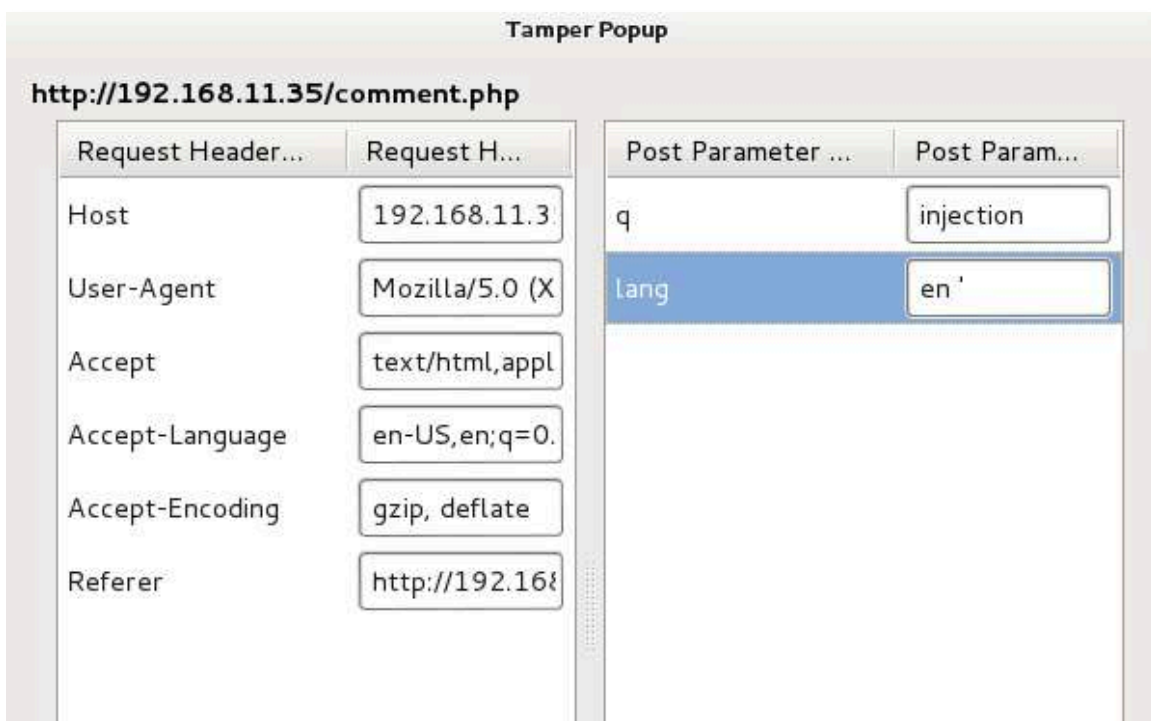 Tamper Popup
http://192.168.11.35/comment.php
Request Header... Request H...
Host 192.168.11.3
User-Agent Mozilla/5.0 (X
Accept text/html,appl
Accept-Language en-US,en;q=0.
Accept-Encoding gzip, deflate
Referer http://192.168
Post Parameter ... Post Param...
q injection
lang en '